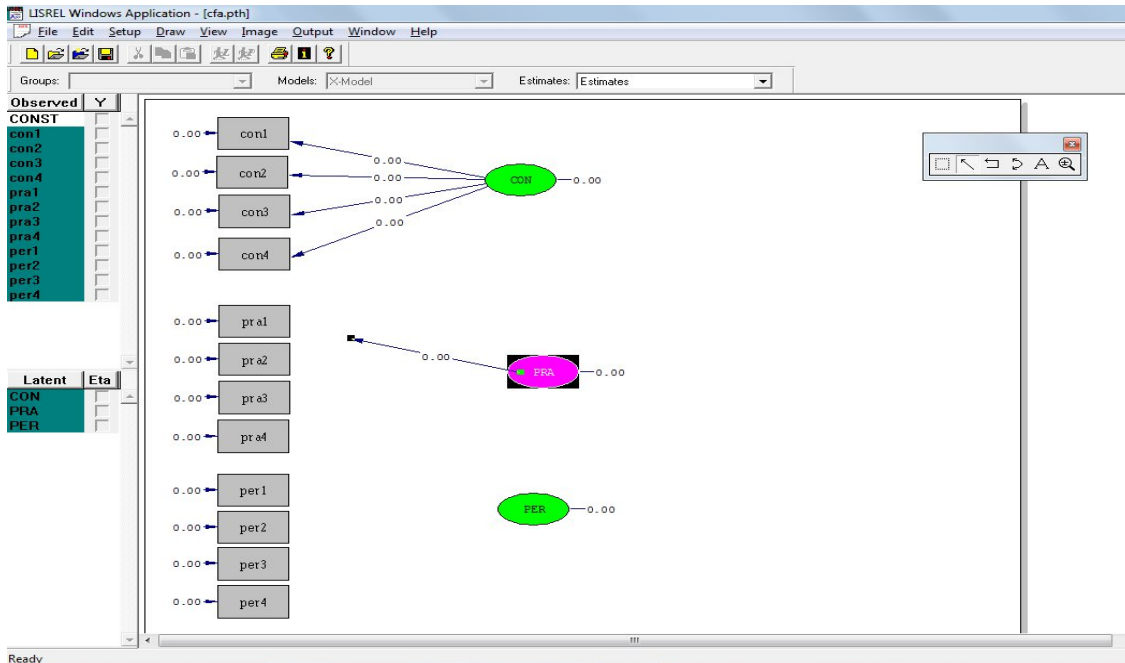 LISREL Windows Application - [cfa.pth]
File Edit Setup Draw View Image Output Window Help
Groups: Models: X-Model Estimates: Estimates
Observed Y
CONST
con1
con2
con3
con4
pra1
pra2
pra3
pra4
per1
per2
per3
per4
Latent Eta
CON
PRA
PER
0.00 con1
0.00
0.00 con2 0.00 CON 0.00
0.00
0.00 con3
0.00
0.00 con4
0.00 pra1
0.00 pra2 0.00
PRA 0.00
0.00 pra3
0.00 pra4
0.00 per1
PER 0.00
0.00 per2
0.00 per3
0.00 per4
A
Ready